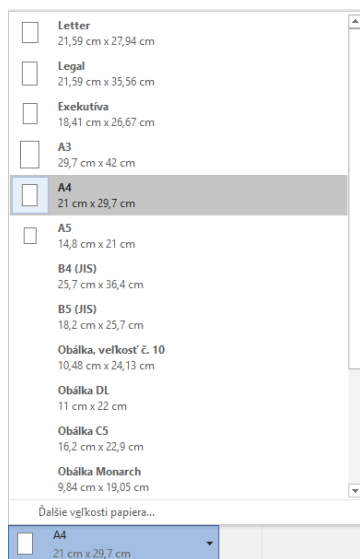 Letter
21,59 cm x 27,94 cm
Legal
21,59 cm x 35,56 cm
Exekutíva
18,41 cm x 26,67 cm
A3
29,7 cm x 42 cm
A4
21 cm x 29,7 cm
A5
14,8 cm x 21 cm
B4 (JIS)
25,7 cm x 36,4 cm
B5 (JIS)
18,2 cm x 25,7 cm
Obálka, veľkosť č. 10
10,48 cm x 24,13 cm
Obálka DL
11 cm x 22 cm
Obálka C5
16,2 cm x 22,9 cm
Obálka Monarch
9,84 cm x 19,05 cm
Ďalšie veľkosti papiera...
A4
21 cm x 29,7 cm